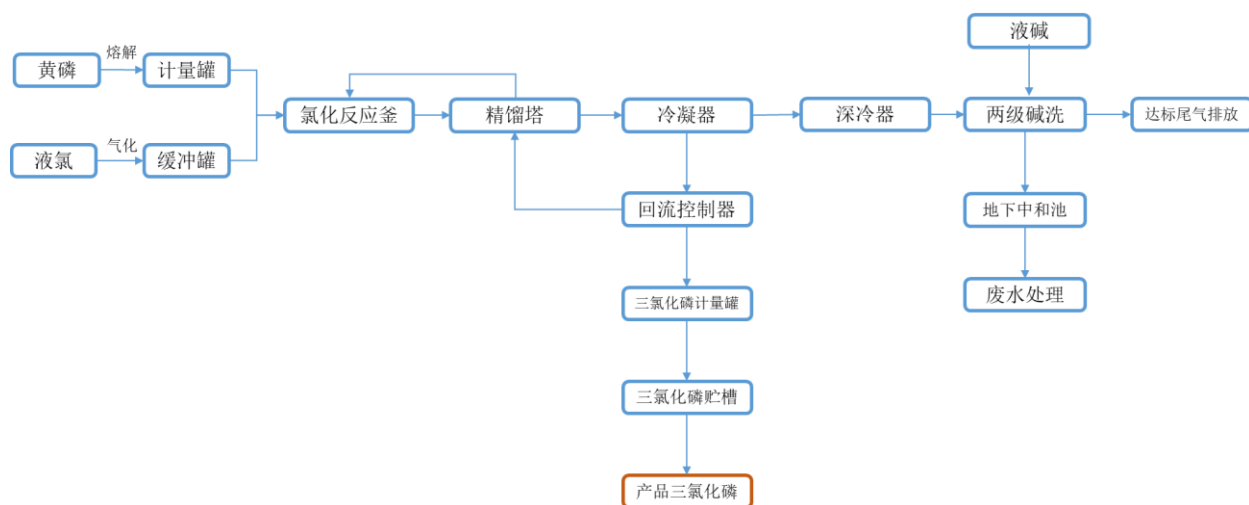 液碱
熔解
黄磷
计量罐
氯化反应釜
精馏塔
冷凝器
深冷器
两级碱洗
达标尾气排放
气化
液氯
缓冲罐
回流控制器
地下中和池
三氯化磷计量罐
废水处理
三氯化磷贮槽
产品三氯化磷